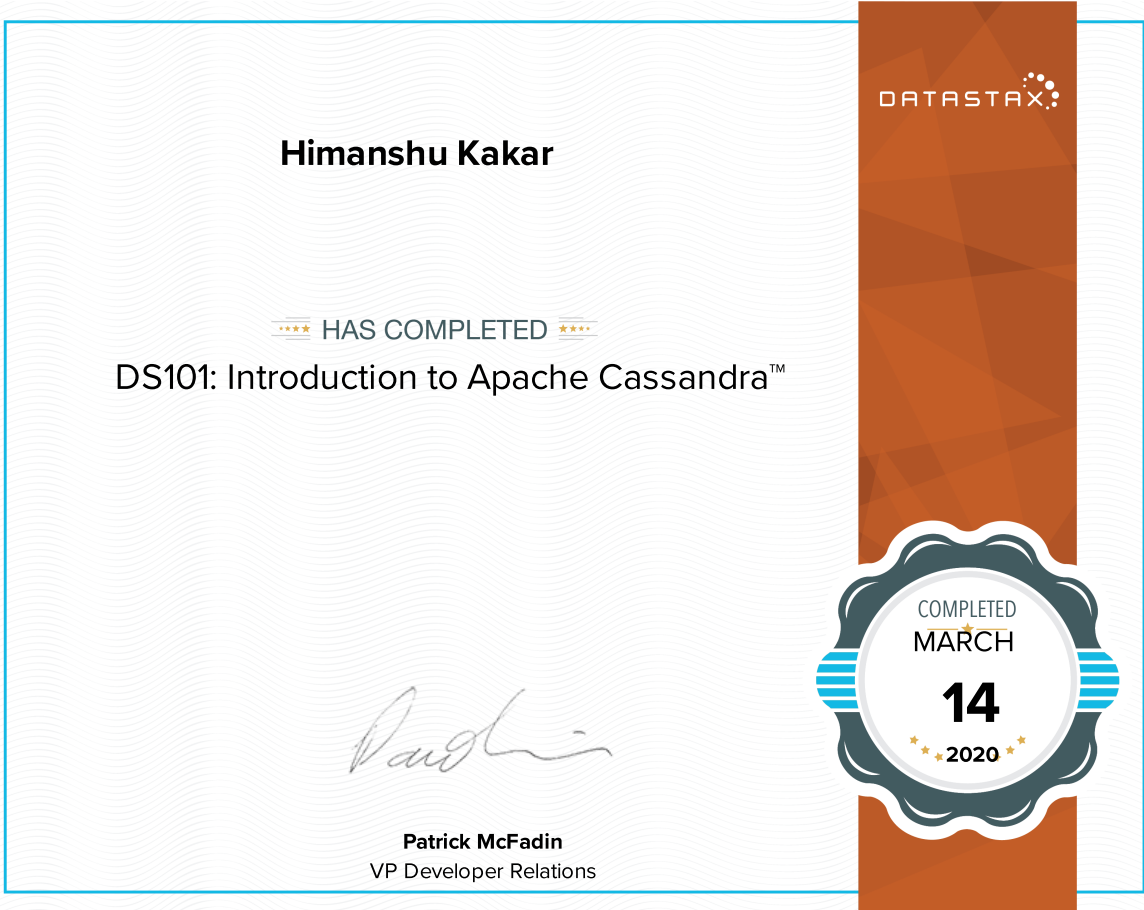 DATASTAX
Himanshu Kakar
HAS COMPLETED
DS101: Introduction to Apache Cassandra™
COMPLETED
MARCH
14
2020
Patrick McFadin
VP Developer Relations